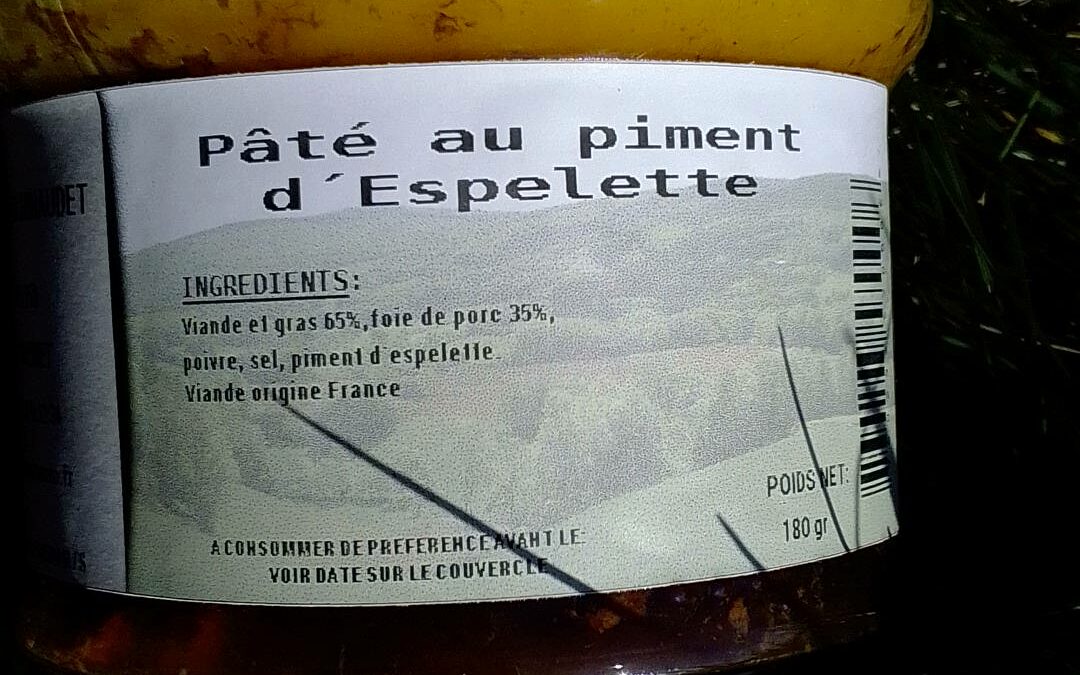 Pâté au piment
d´Espelette
INGREDIENTS:
Viande et gras 65%, foie de porc 35%,
poivre, sel, piment d'espelette.
Viande origine France
POIDS NET:
180 gr
A CONSOMMER DE PREFERENCE AVANT LE:
VOIR DATE SUR LE COUVERCLE